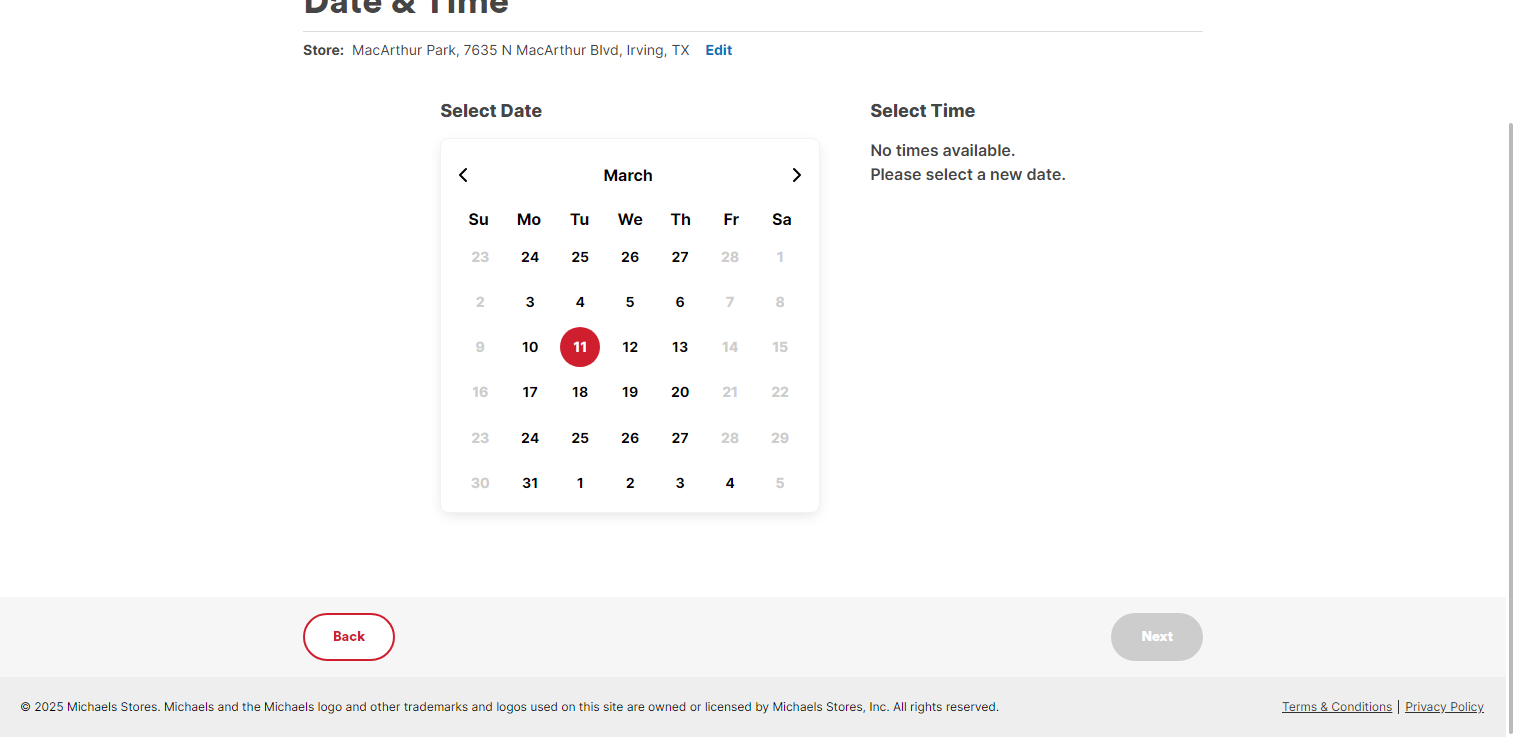 Date & Time
Store: MacArthur Park, 7635 N MacArthur Blvd, Irving, TX Edit
Select Date
March
Su Mo Tu We Th Fr Sa
23 24 25 26 27 28 1
2 3 4 5 6 7 8
9 10 11 12 13 14 15
16 17 18 19 20 21 22
23 24 25 26 27 28 29
30 31 1 2 3 4 5
Select Time
No times available.
Please select a new date.
Back
Next
© 2025 Michaels Stores. Michaels and the Michaels logo and other trademarks and logos used on this site are owned or licensed by Michaels Stores, Inc. All rights reserved.
Terms & Conditions | Privacy Policy